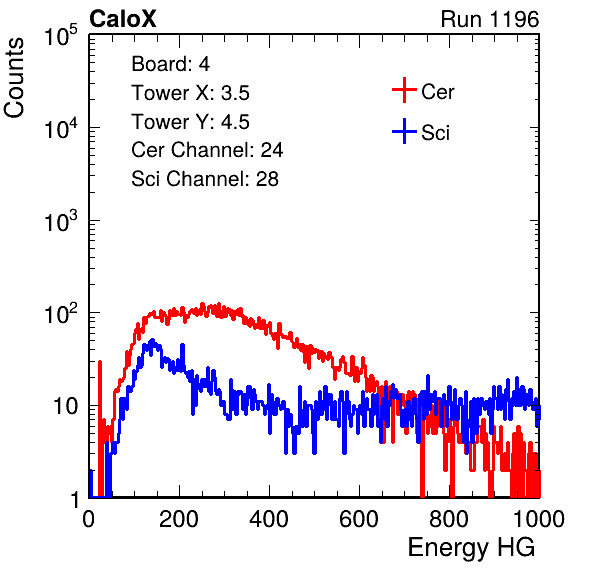 CaloX Run 1196
Counts
Board: 4
Tower X: 3.5
Tower Y: 4.5
Cer Channel: 24
Sci Channel: 28
Cer
Sci
10^5
10^4
10^3
10^2
10
1
0 200 400 600 800 1000
Energy HG